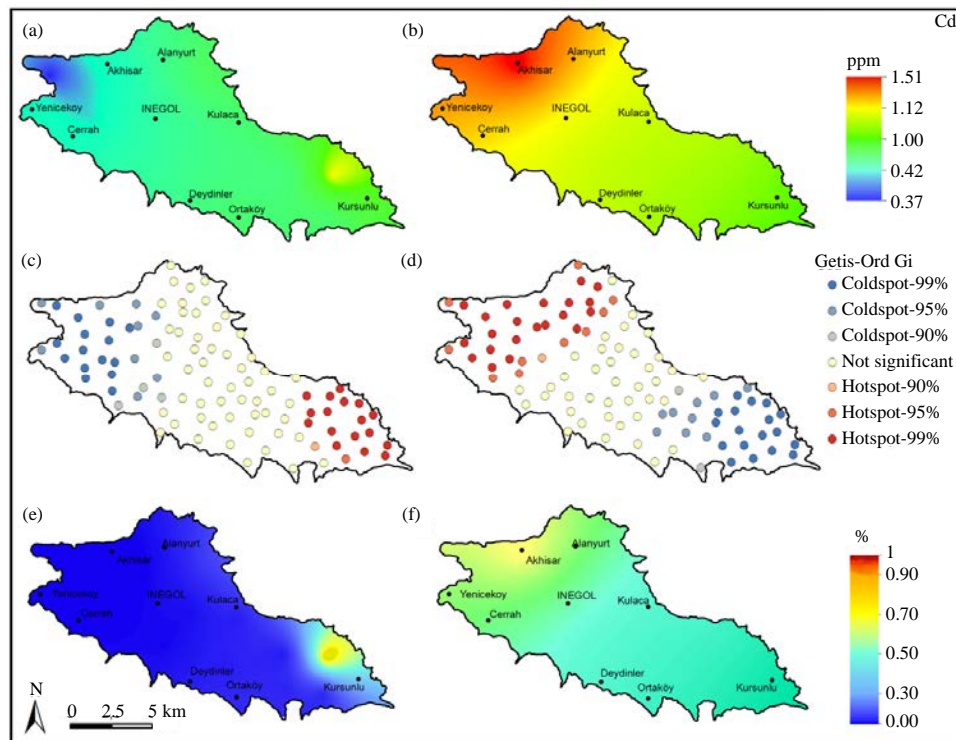 (a)
Alanyurt
Akhisar
Yenicekoy
INEGOL
Kulaca
Cerrah
Deydinler
Ortaköy
Kursunlu
(b)
Alanyurt
Akhisar
Yenicekoy
INEGOL
Kulaca
Cerrah
Deydinler
Ortaköy
Kursunlu
Cd
ppm
1.51
1.12
1.00
0.42
0.37
(c)
(d)
Getis-Ord Gi
Coldspot-99%
Coldspot-95%
Coldspot-90%
Not significant
Hotspot-90%
Hotspot-95%
Hotspot-99%
(e)
Alanyurt
Akhisar
Yenicekoy
INEGOL
Kulaca
Cerrah
Deydinler
Ortaköy
Kursunlu
N
0 2.5 5 km
(f)
Alanyurt
Akhisar
Yenicekoy
INEGOL
Kulaca
Cerrah
Deydinler
Ortaköy
Kursunlu
%
1
0.90
0.70
0.50
0.30
0.00